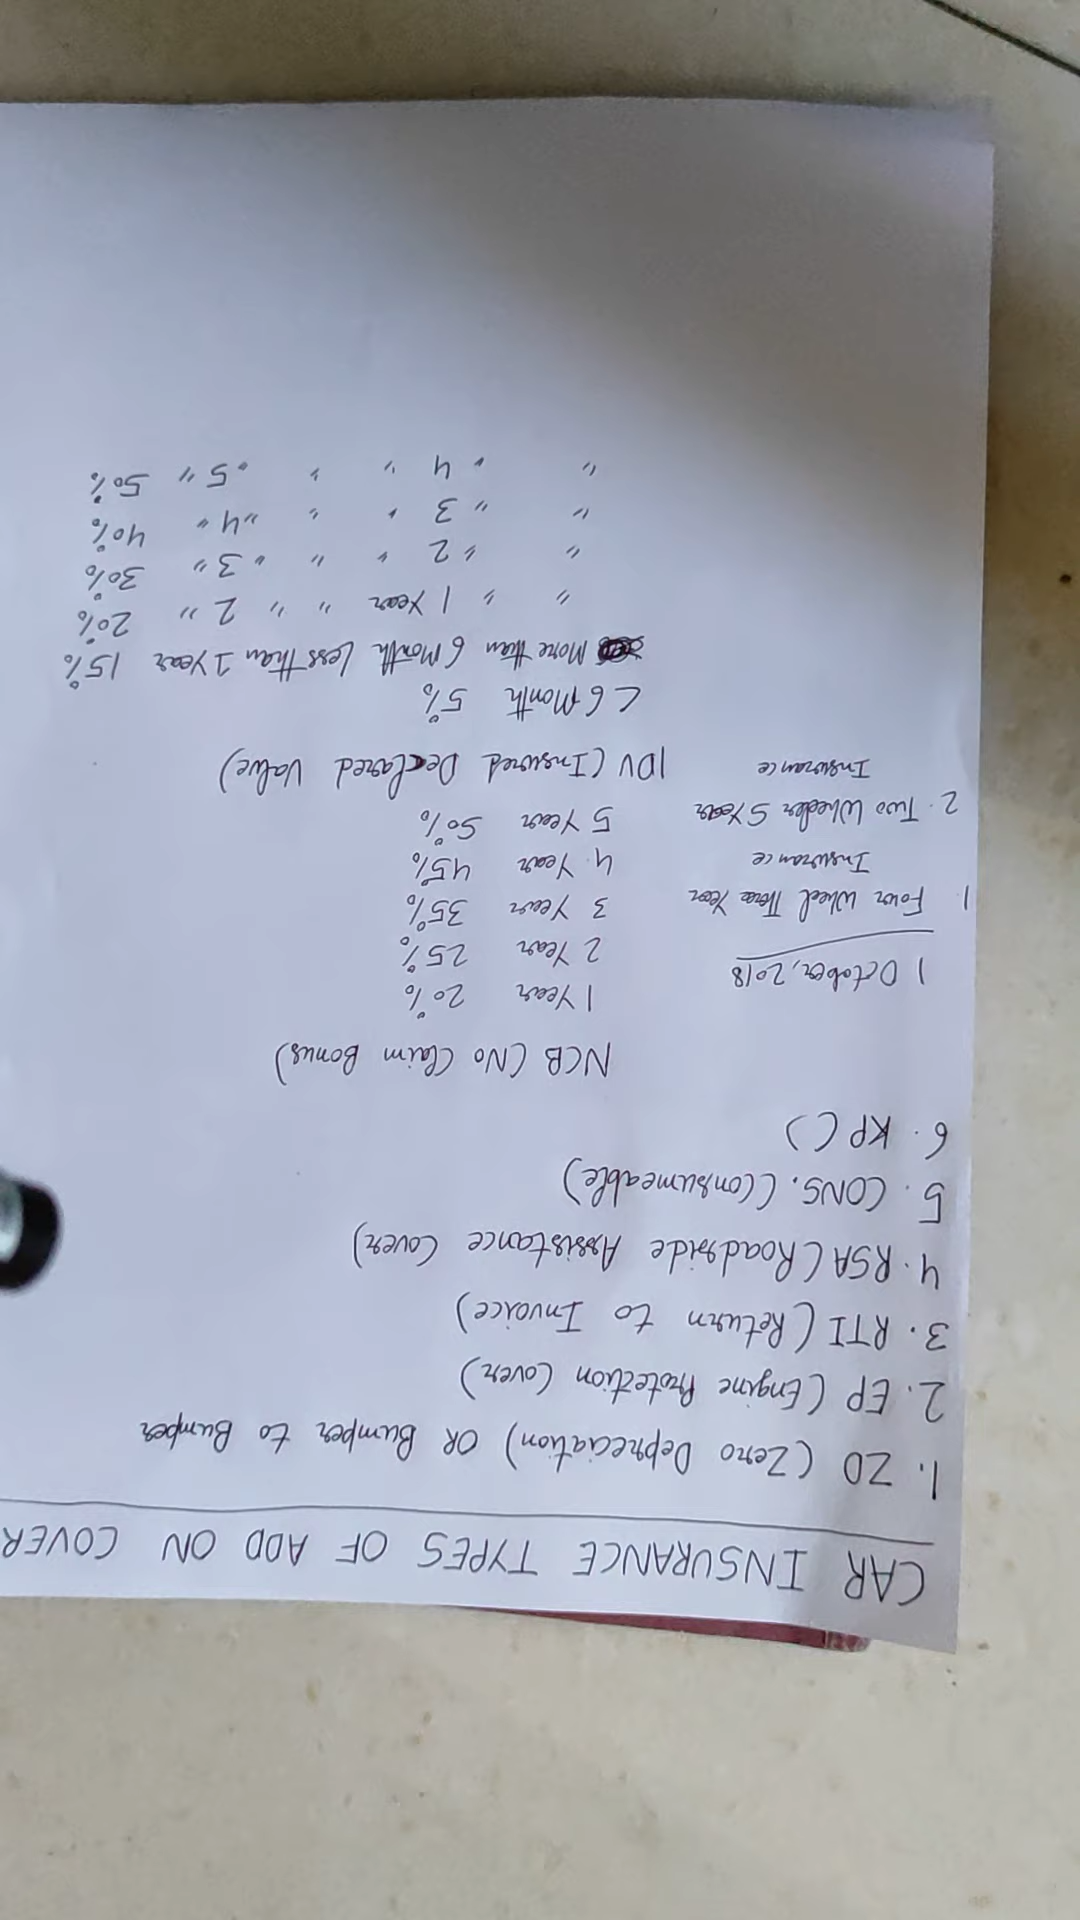 CAR INSURANCE TYPES OF ADD ON COVER
1. ZD (Zero Depreciation) OR Bumper to Bumper
2. EP (Engine Protection Cover)
3. RTI (Return to Invoice)
4. RSA (Roadside Assistance Cover)
5. CONS. (Consumeable)
6. KP ( )
NCB (No Claim Bonus)
1 Year 20%
2 Year 25%
3 Year 35%
4 Year 45%
5 Year 50%
1 October, 2018
1. Four Wheel Three Year
Insurance
2. Two Wheeler 5 Year
Insurance
IDV (Insured Declared Value)
< 6 Month 5%
More than 6 Month Less than 1 Year 15%
" " 1 Year " " 2 " 20%
" " 2 " " " 3 " 30%
" " 3 " " " 4 " 40%
" " 4 " " " 5 " 50%